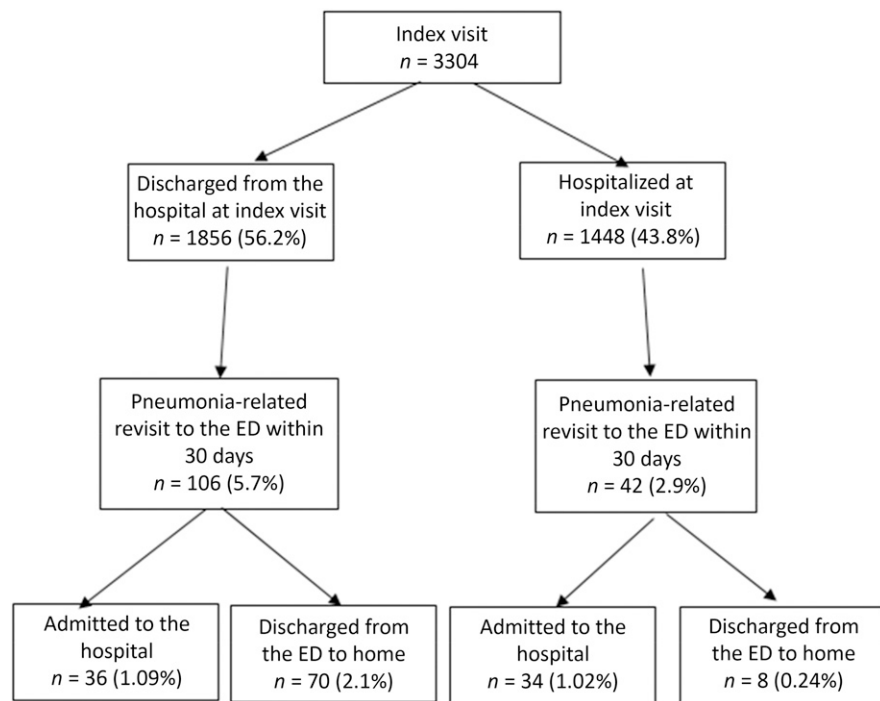 Index visit
n = 3304
Discharged from the
hospital at index visit
n = 1856 (56.2%)
Hospitalized at
index visit
n = 1448 (43.8%)
Pneumonia-related
revisit to the ED within
30 days
n = 106 (5.7%)
Pneumonia-related
revisit to the ED within
30 days
n = 42 (2.9%)
Admitted to the
hospital
n = 36 (1.09%)
Discharged from
the ED to home
n = 70 (2.1%)
Admitted to the
hospital
n = 34 (1.02%)
Discharged from
the ED to home
n = 8 (0.24%)